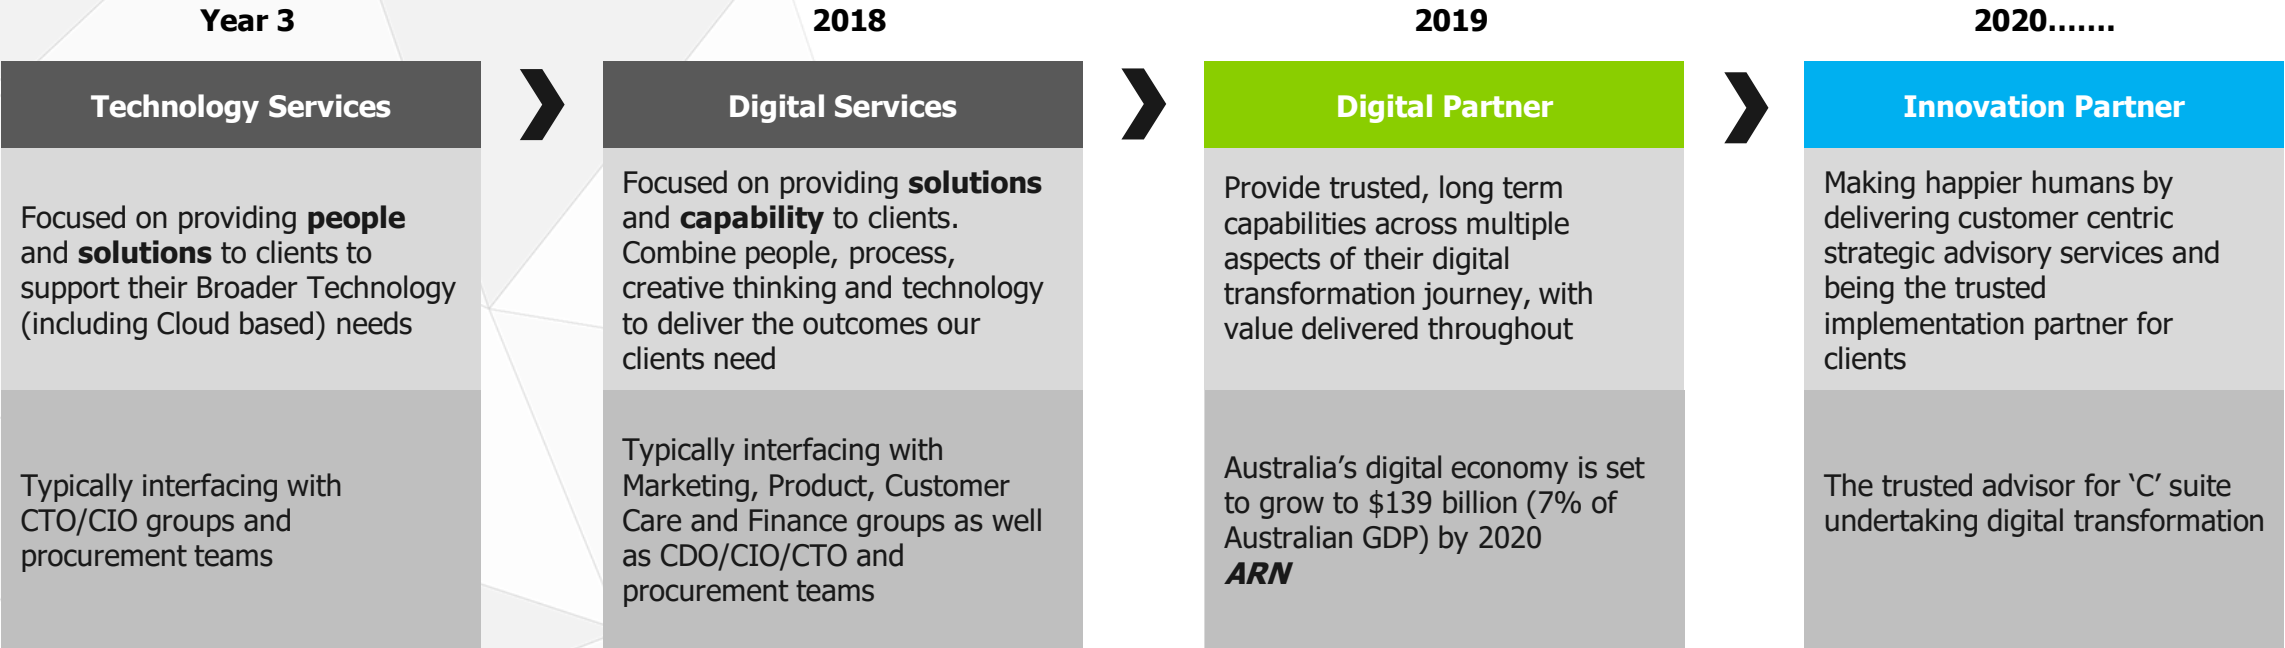 Year 3
2018
2019
2020.......
Technology Services
Digital Services
Digital Partner
Innovation Partner
Focused on providing people
and solutions to clients to
support their Broader Technology
(including Cloud based) needs
Focused on providing solutions
and capability to clients.
Combine people, process,
creative thinking and technology
to deliver the outcomes our
clients need
Provide trusted, long term
capabilities across multiple
aspects of their digital
transformation journey, with
value delivered throughout
Making happier humans by
delivering customer centric
strategic advisory services and
being the trusted
implementation partner for
clients
Typically interfacing with
CTO/CIO groups and
procurement teams
Typically interfacing with
Marketing, Product, Customer
Care and Finance groups as well
as CDO/CIO/CTO and
procurement teams
Australia’s digital economy is set
to grow to $139 billion (7% of
Australian GDP) by 2020
ARN
The trusted advisor for ‘C’ suite
undertaking digital transformation